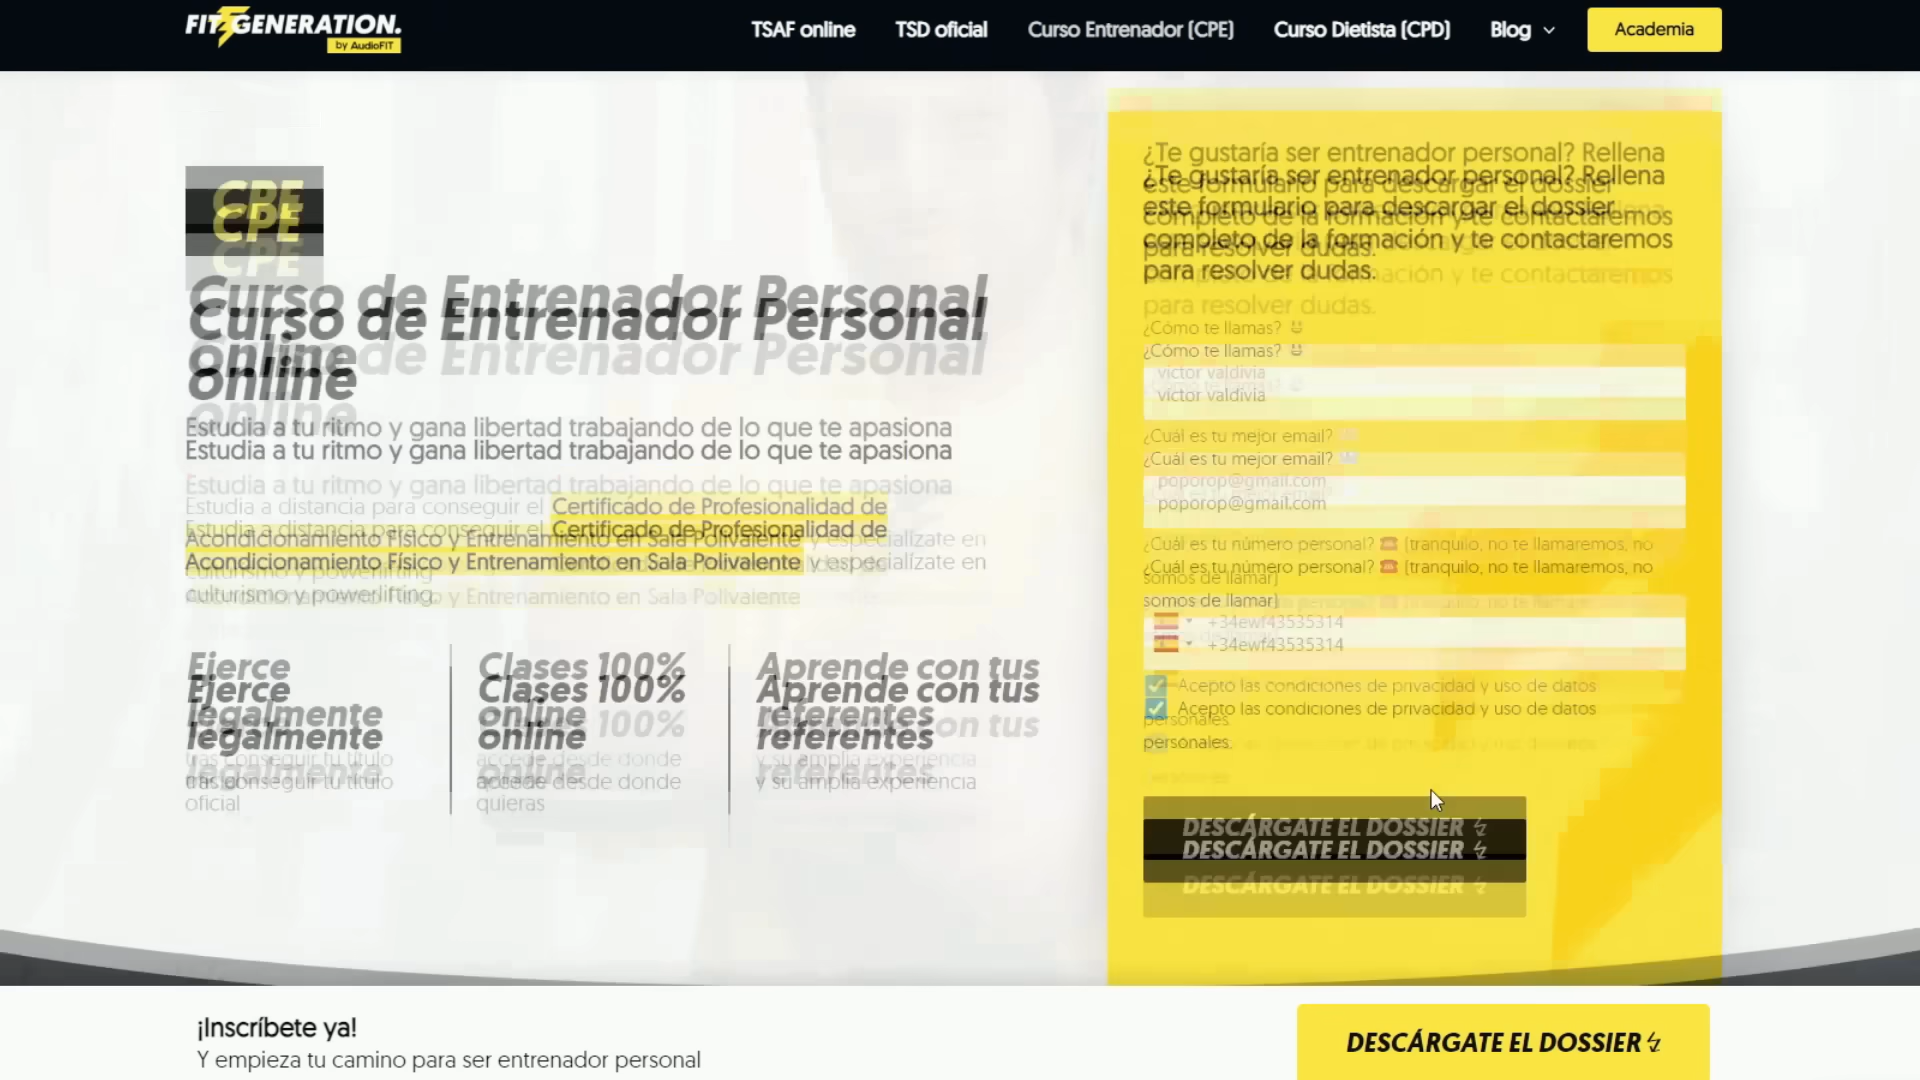 FIT GENERATION.
by AudioFIT
TSAF online
TSD oficial
Curso Entrenador (CPE)
Curso Dietista (CPD)
Blog
Academia
CPE
Curso de Entrenador Personal
online
Estudia a tu ritmo y gana libertad trabajando de lo que te apasiona
Estudia a distancia para conseguir el Certificado de Profesionalidad de
Acondicionamiento Físico y Entrenamiento en Sala Polivalente y especialízate en
culturismo y powerlifting.
Ejerce
legalmente
tras conseguir tu título
oficial
Clases 100%
online
accede desde donde
quieras
Aprende con tus
referentes
y su amplia experiencia
¿Te gustaría ser entrenador personal? Rellena
este formulario para descargar el dossier
completo de la formación y te contactaremos
para resolver dudas.
¿Cómo te llamas?
victor valdivia
¿Cuál es tu mejor email?
poporop@gmail.com
¿Cuál es tu número personal? ☎️ (tranquilo, no te llamaremos, no
somos de llamar)
+34ewf43535314
Acepto las condiciones de privacidad y uso de datos
personales.
DESCÁRGATE EL DOSSIER
¡Inscríbete ya!
Y empieza tu camino para ser entrenador personal
DESCÁRGATE EL DOSSIER